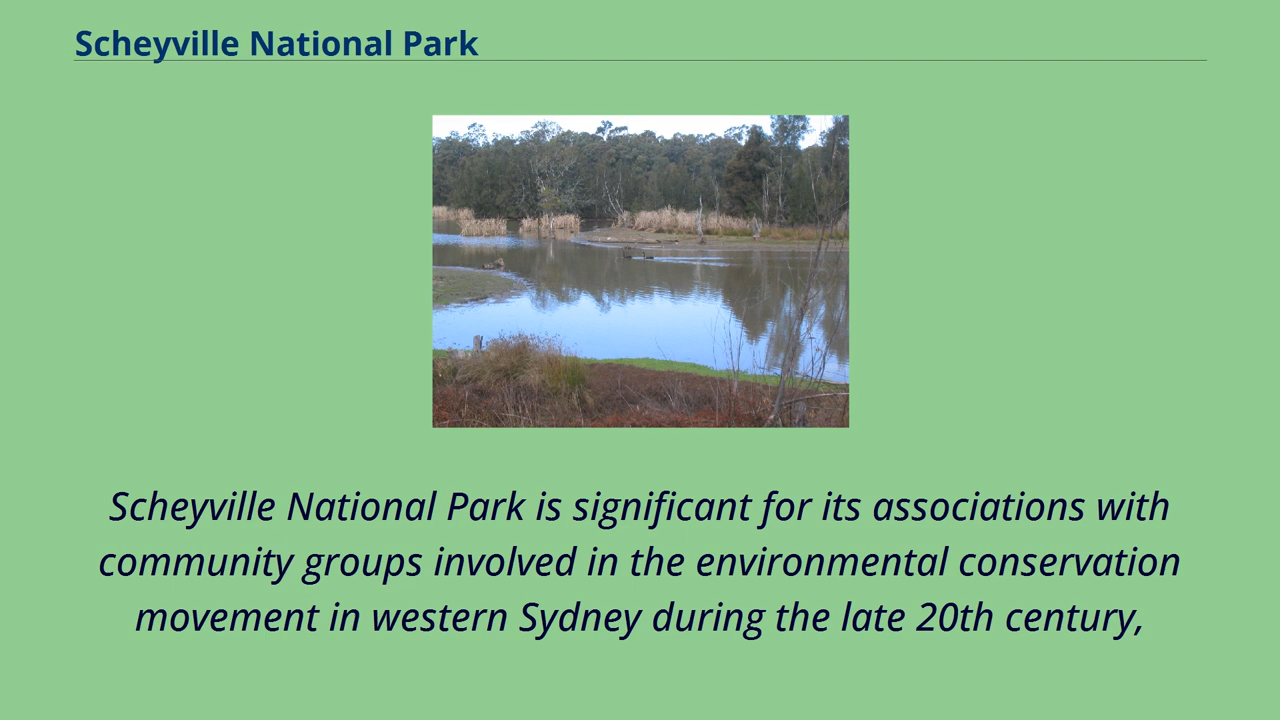 Scheyville National Park
Scheyville National Park is significant for its associations with
community groups involved in the environmental conservation
movement in western Sydney during the late 20th century,